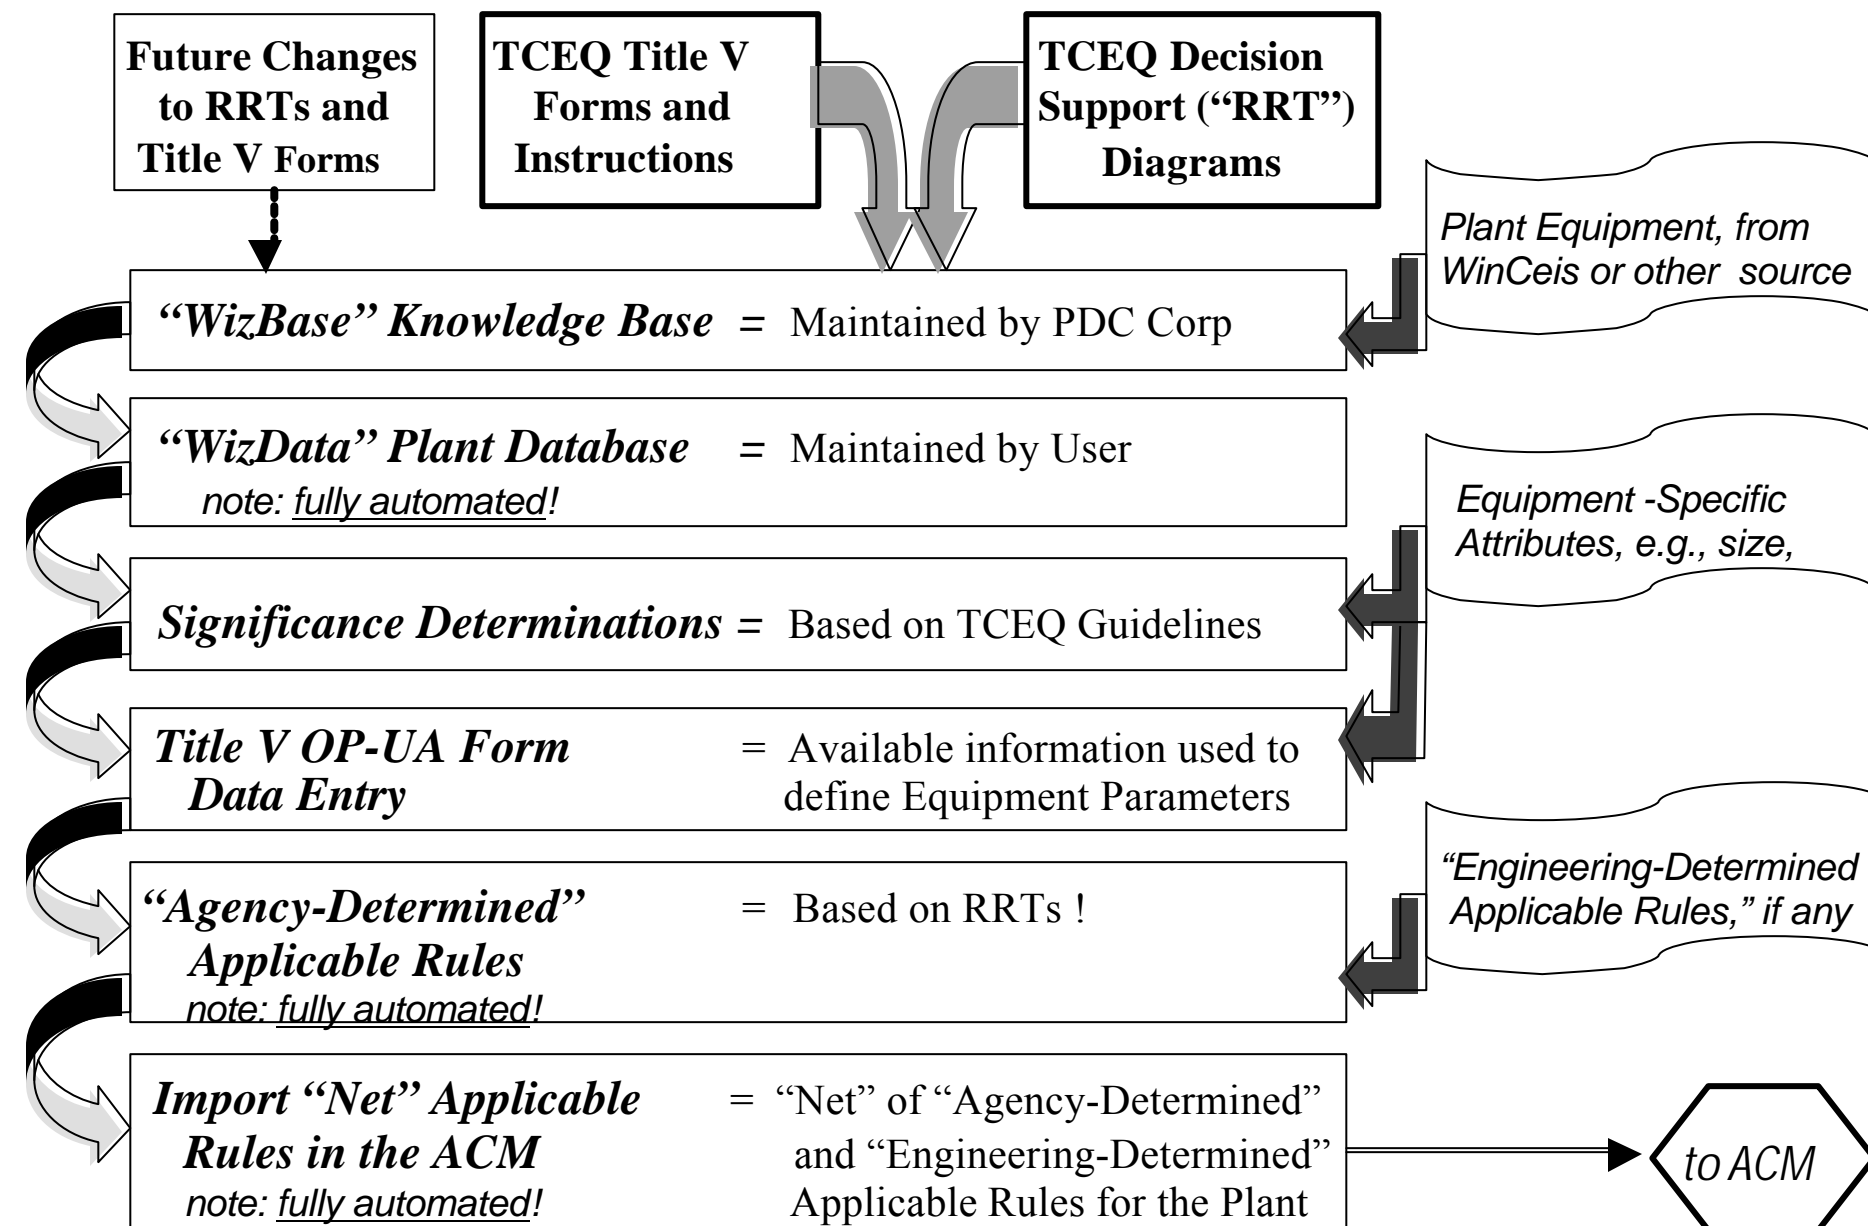 Future Changes
to RRTs and
Title V Forms
TCEQ Title V
Forms and
Instructions
TCEQ Decision
Support (“RRT”)
Diagrams
Plant Equipment, from
WinCeis or other source
“WizBase” Knowledge Base = Maintained by PDC Corp
“WizData” Plant Database = Maintained by User
note: fully automated!
Equipment -Specific
Attributes, e.g., size,
Significance Determinations = Based on TCEQ Guidelines
Title V OP-UA Form = Available information used to
Data Entry define Equipment Parameters
“Engineering-Determined
Applicable Rules,” if any
“Agency-Determined” = Based on RRTs !
Applicable Rules
note: fully automated!
Import “Net” Applicable = “Net” of “Agency-Determined”
Rules in the ACM and “Engineering-Determined”
note: fully automated! Applicable Rules for the Plant
to ACM